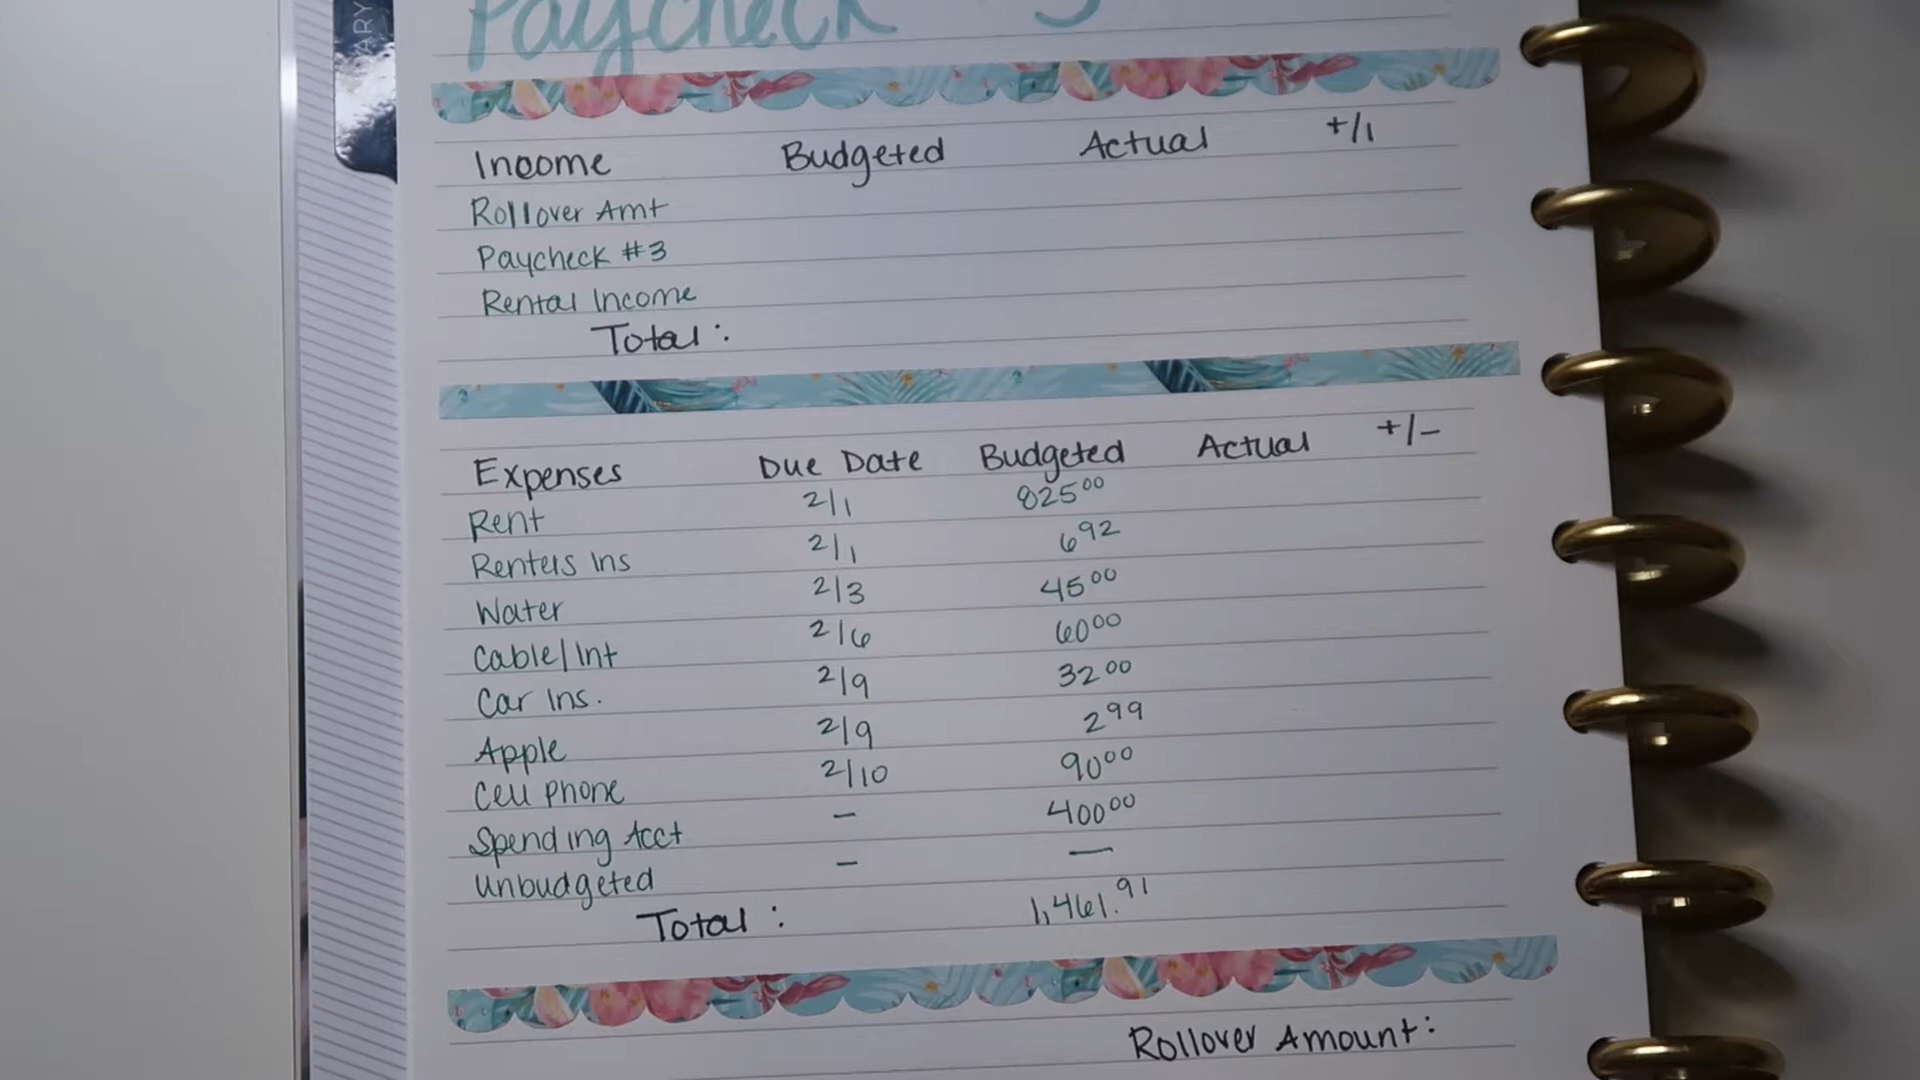 ARY
Paycheck 3
Income Budgeted Actual +/1
Rollover Amt
Paycheck #3
Rental Income
Total :
Expenses Due Date Budgeted Actual +/-
Rent 2/1 825 00
Renters Ins 2/1 6 92
Water 2/3 45 00
Cable/Int 2/6 60 00
Car Ins. 2/9 32 00
Apple 2/9 2 99
Cell phone 2/10 90 00
Spending Acct - 400 00
Unbudgeted - —
Total : 1,461.91
Rollover Amount: